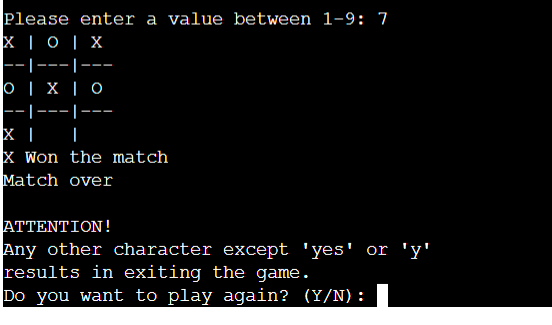 Please enter a value between 1-9: 7
X | O | X
--|---|---
O | X | O
--|---|---
X |   |
X Won the match
Match over
ATTENTION!
Any other character except 'yes' or 'y'
results in exiting the game.
Do you want to play again? (Y/N):